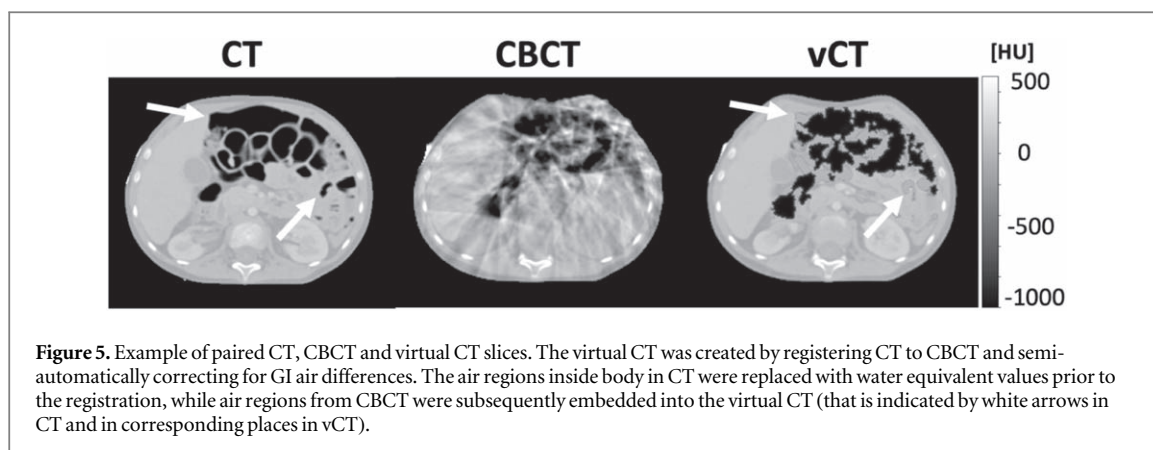 CT CBCT vCT [HU]
500
0
-500
-1000
Figure 5. Example of paired CT, CBCT and virtual CT slices. The virtual CT was created by registering CT to CBCT and semi-
automatically correcting for GI air differences. The air regions inside body in CT were replaced with water equivalent values prior to
the registration, while air regions from CBCT were subsequently embedded into the virtual CT (that is indicated by white arrows in
CT and in corresponding places in vCT).